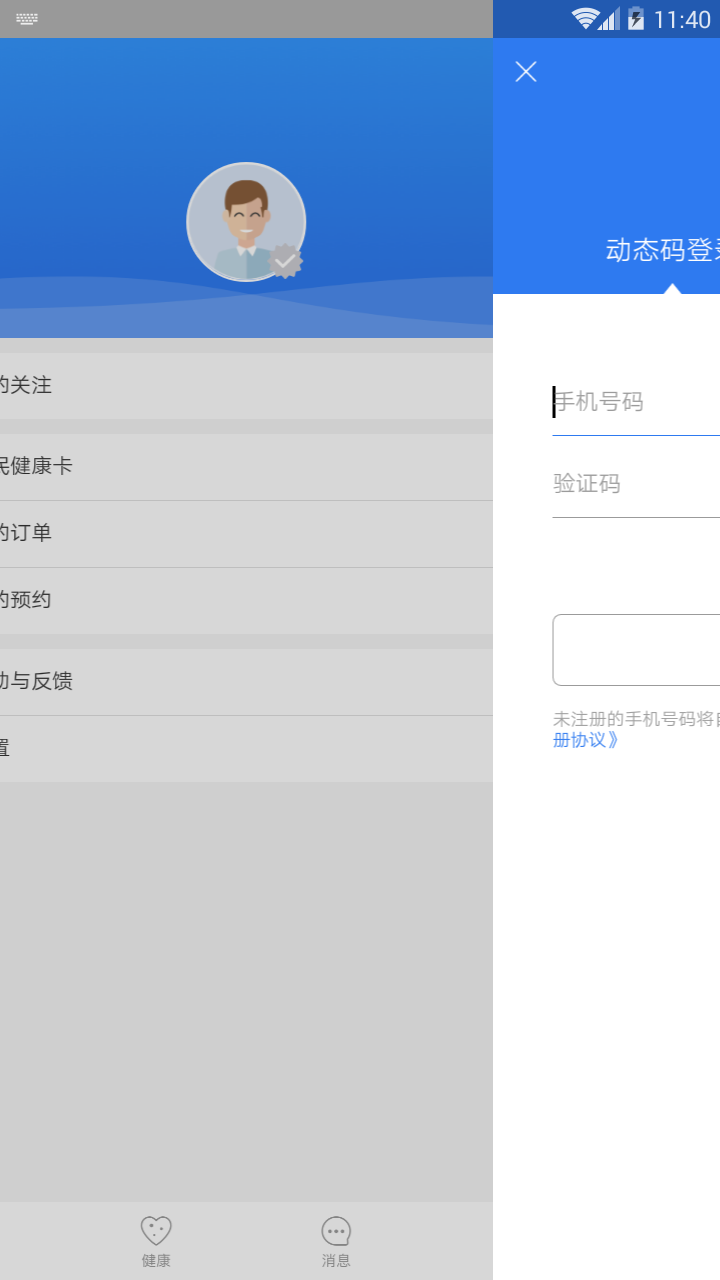 11:40
动态码登录
的关注
手机号码
民健康卡
验证码
的订单
的预约
助与反馈
未注册的手机号码将自
册协议》
置
健康
消息